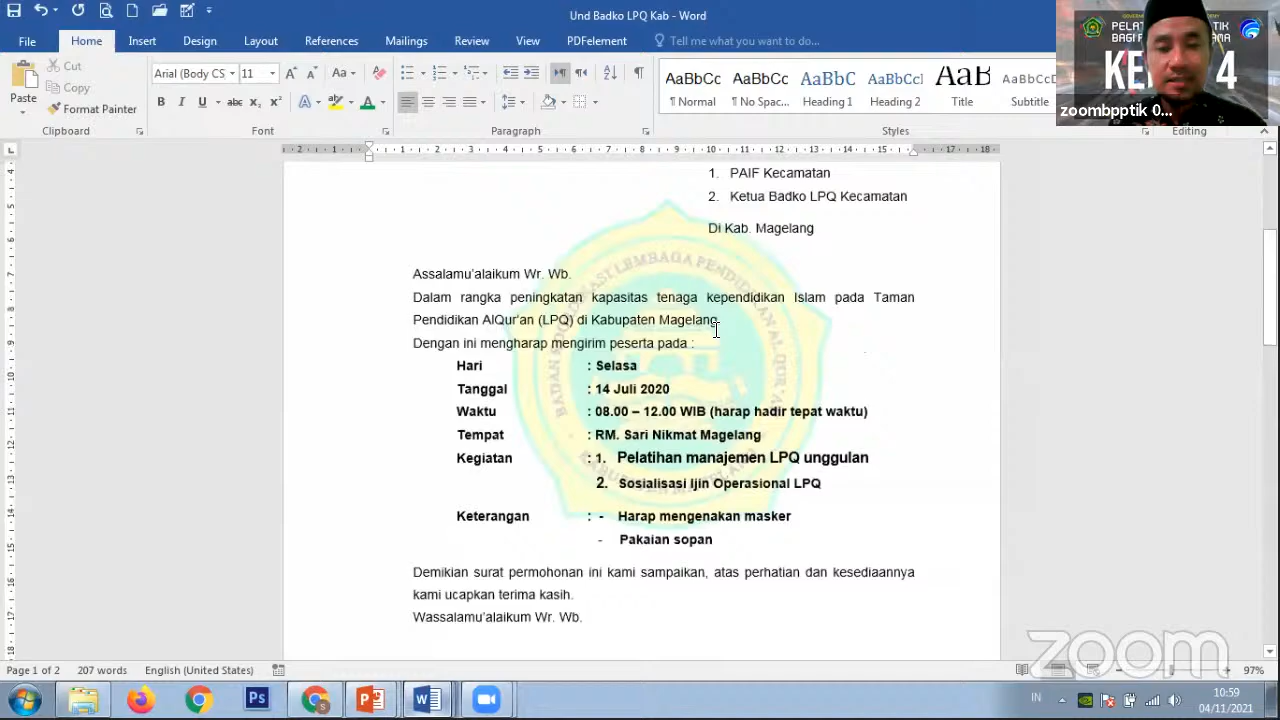 Und Badko LPQ Kab - Word
File Home Insert Design Layout References Mailings Review View PDFelement Tell me what you want to do...
Paste
Cut
Copy
Format Painter
Clipboard
Arial (Body CS
11
Font
Paragraph
AaBbCc AaBbCc AaBbC AaBbCcl AaB AaBbCcD
¶ Normal ¶ No Spac... Heading 1 Heading 2 Title Subtitle
Styles
Editing
zoombpptik 0...
1. PAIF Kecamatan
2. Ketua Badko LPQ Kecamatan
Di Kab. Magelang
Assalamu'alaikum Wr. Wb.
Dalam rangka peningkatan kapasitas tenaga kependidikan Islam pada Taman
Pendidikan AlQur'an (LPQ) di Kabupaten Magelang.
Dengan ini mengharap mengirim peserta pada :
Hari : Selasa
Tanggal : 14 Juli 2020
Waktu : 08.00 – 12.00 WIB (harap hadir tepat waktu)
Tempat : RM. Sari Nikmat Magelang
Kegiatan : 1. Pelatihan manajemen LPQ unggulan
2. Sosialisasi Ijin Operasional LPQ
Keterangan : - Harap mengenakan masker
- Pakaian sopan
Demikian surat permohonan ini kami sampaikan, atas perhatian dan kesediaannya
kami ucapkan terima kasih.
Wassalamu'alaikum Wr. Wb.
zoom
Page 1 of 2 207 words English (United States) 97%
IN
10:59
04/11/2021